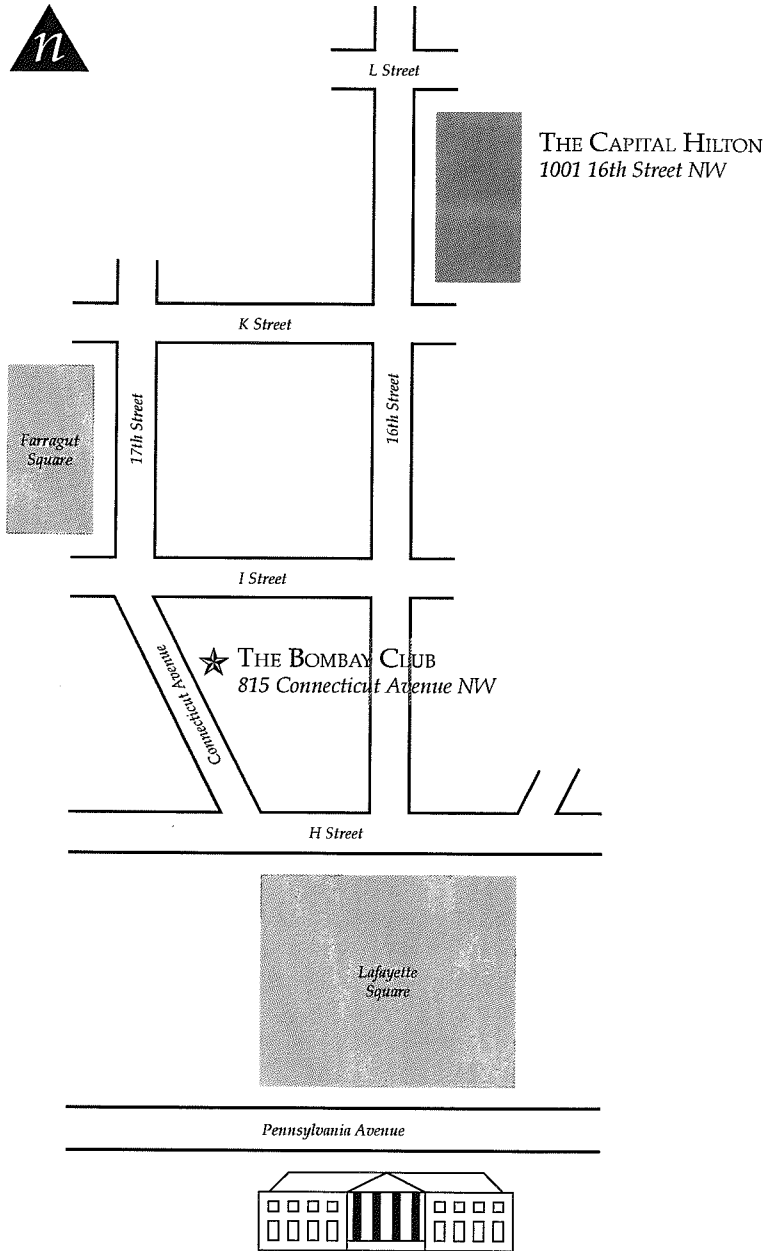 n
L Street
THE CAPITAL HILTON
1001 16th Street NW
K Street
Farragut
Square
17th Street
16th Street
I Street
THE BOMBAY CLUB
815 Connecticut Avenue NW
Connecticut Avenue
H Street
Lafayette
Square
Pennsylvania Avenue